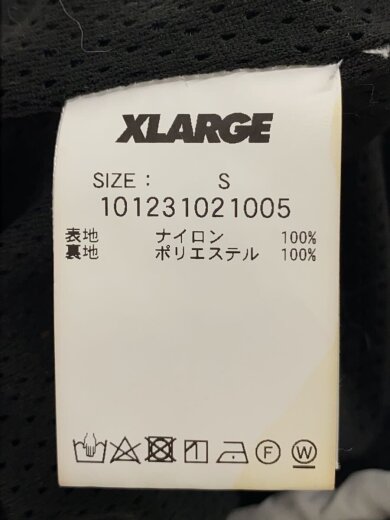 XLARGE
SIZE : S
101231021005
表地 ナイロン 100%
裏地 ポリエステル 100%
F W